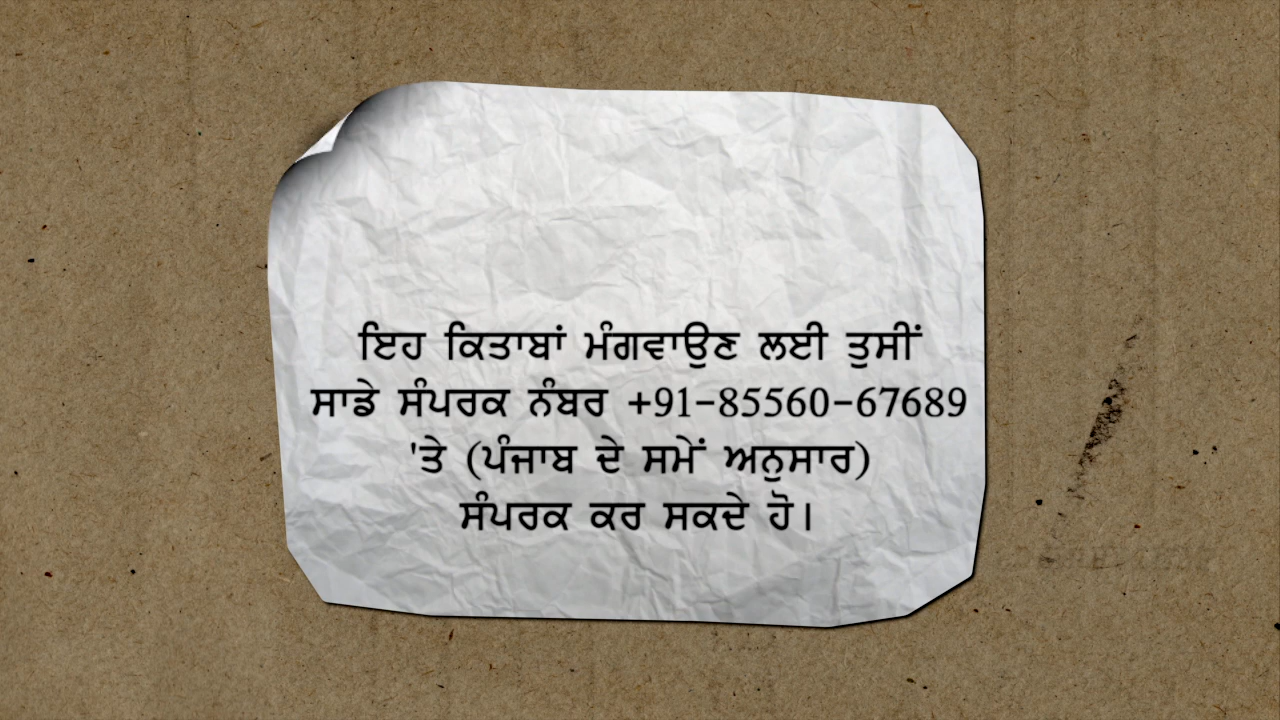 ਇਹ ਕਿਤਾਬਾਂ ਮੰਗਵਾਉਣ ਲਈ ਤੁਸੀਂ
ਸਾਡੇ ਸੰਪਰਕ ਨੰਬਰ +91-85560-67689
'ਤੇ (ਪੰਜਾਬ ਦੇ ਸਮੇਂ ਅਨੁਸਾਰ)
ਸੰਪਰਕ ਕਰ ਸਕਦੇ ਹੋ।